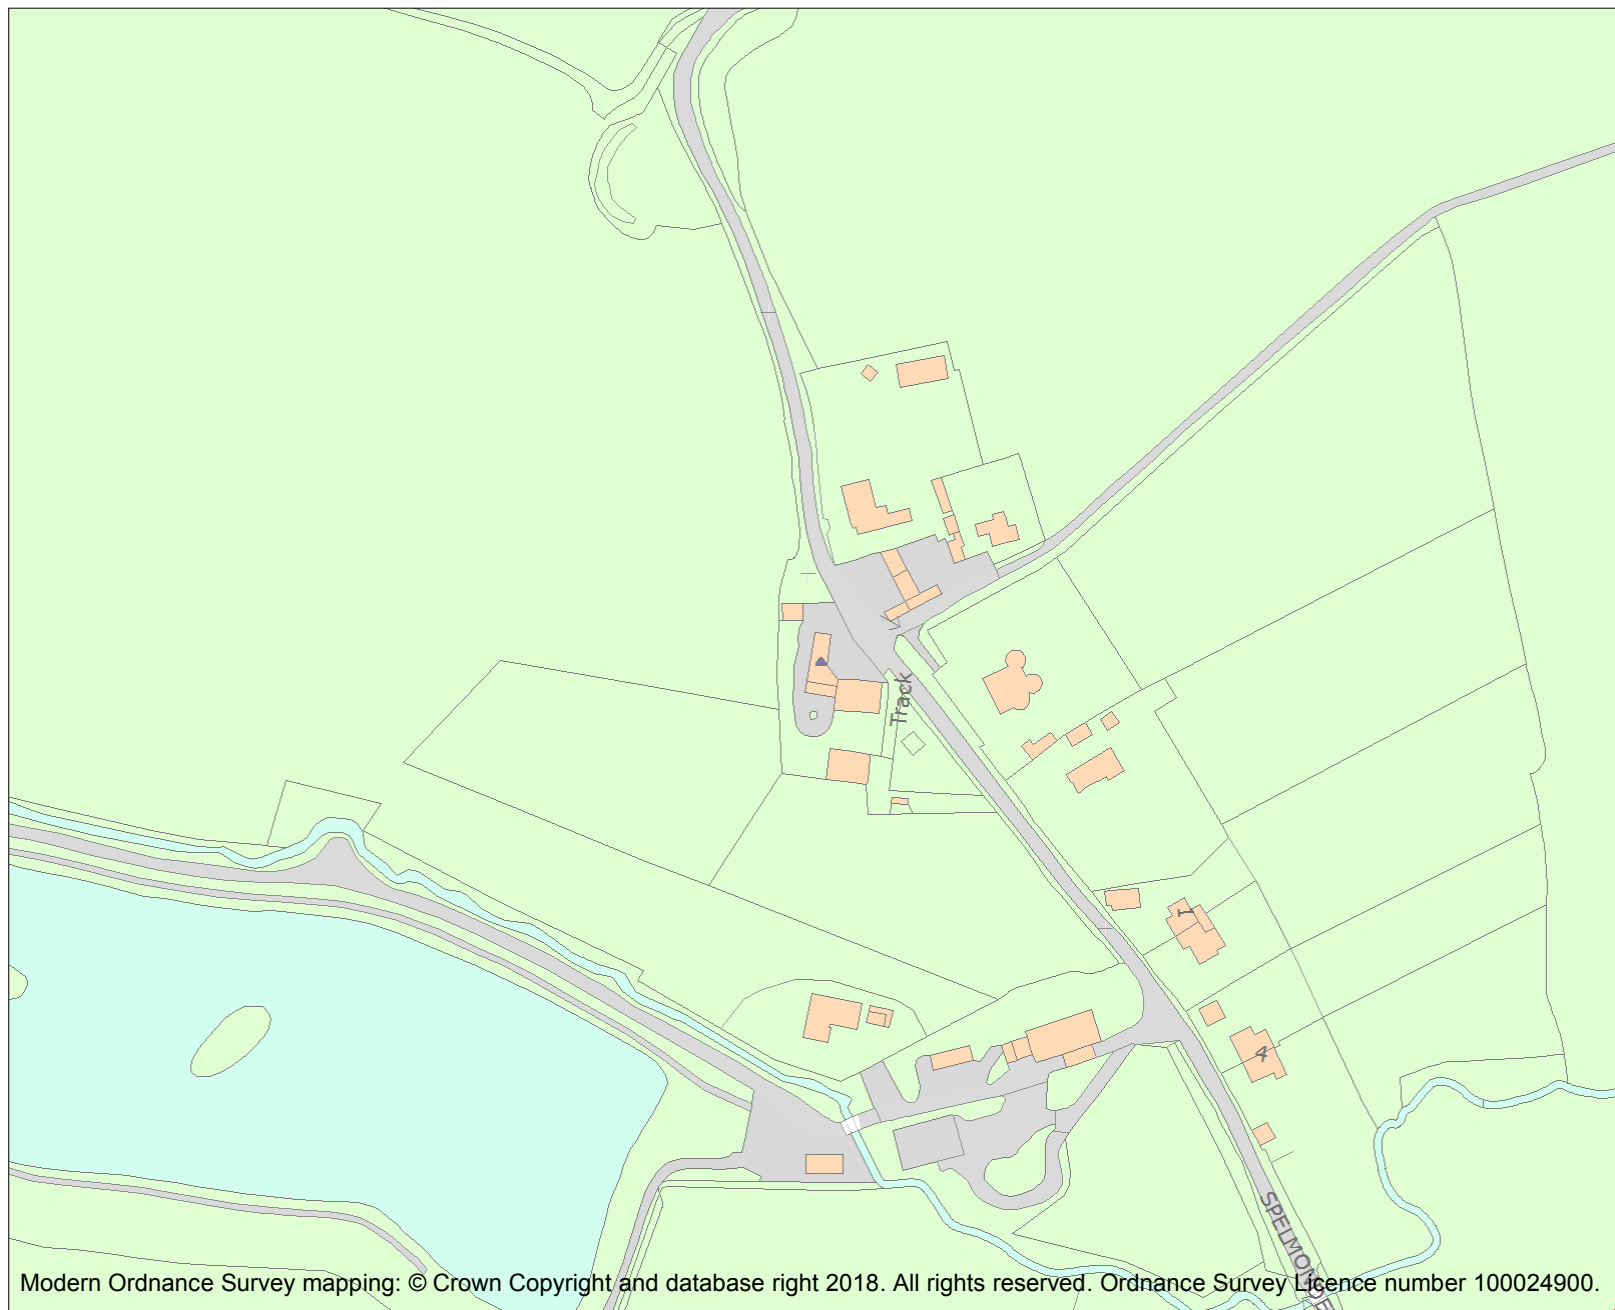 Track
1
4
SPELMONDE
Modern Ordnance Survey mapping: © Crown Copyright and database right 2018. All rights reserved. Ordnance Survey Licence number 100024900.